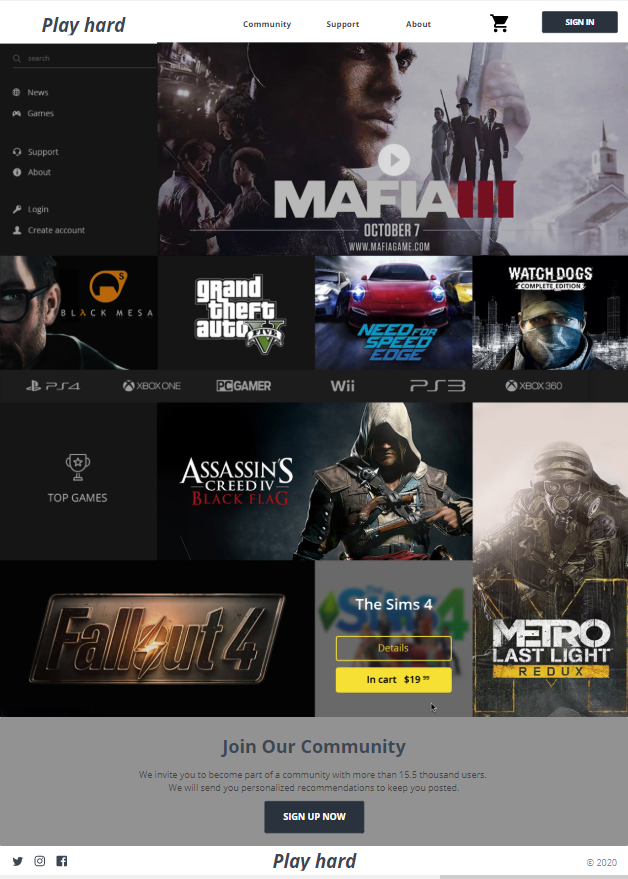 Play hard
Community
Support
About
SIGN IN
search
News
Games
Support
About
Login
Create account
MAFIA III
OCTOBER 7
WWW.MAFIAGAME.COM
S
BLACK MESA
grand
theft
auto
FIVE
NEED FOR
SPEED
EDGE
WATCH DOGS
COMPLETE EDITION
PS4
XBOX ONE
PC GAMER
Wii
PS3
XBOX 360
TOP GAMES
ASSASSIN'S
CREED IV
BLACK FLAG
Fallout 4
The Sims 4
Details
In cart $19 99
METRO
LAST LIGHT
REDUX
Join Our Community
We invite you to become part of a community with more than 15.5 thousand users.
We will send you personalized recommendations to keep you posted.
SIGN UP NOW
Play hard
© 2020